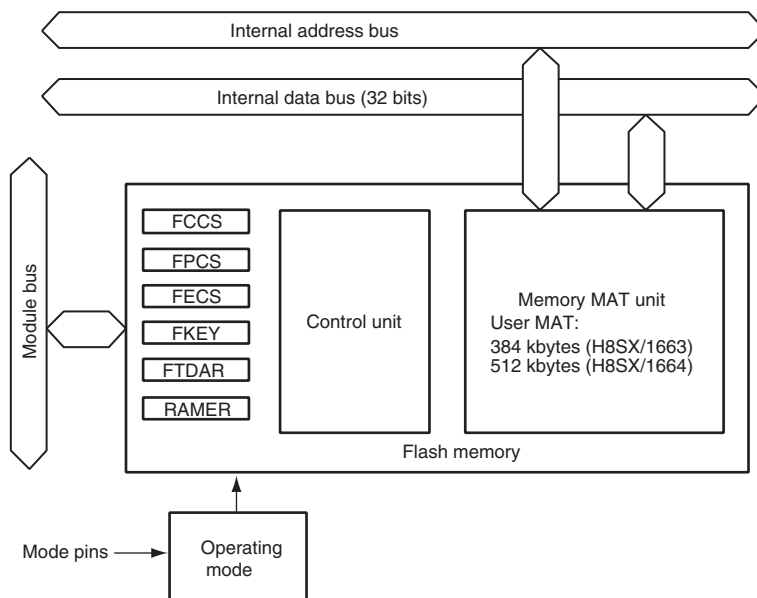 Internal address bus
Internal data bus (32 bits)
Module bus
FCCS
FPCS
FECS
FKEY
FTDAR
RAMER
Control unit
Memory MAT unit
User MAT:
384 kbytes (H8SX/1663)
512 kbytes (H8SX/1664)
Flash memory
Mode pins
Operating
mode